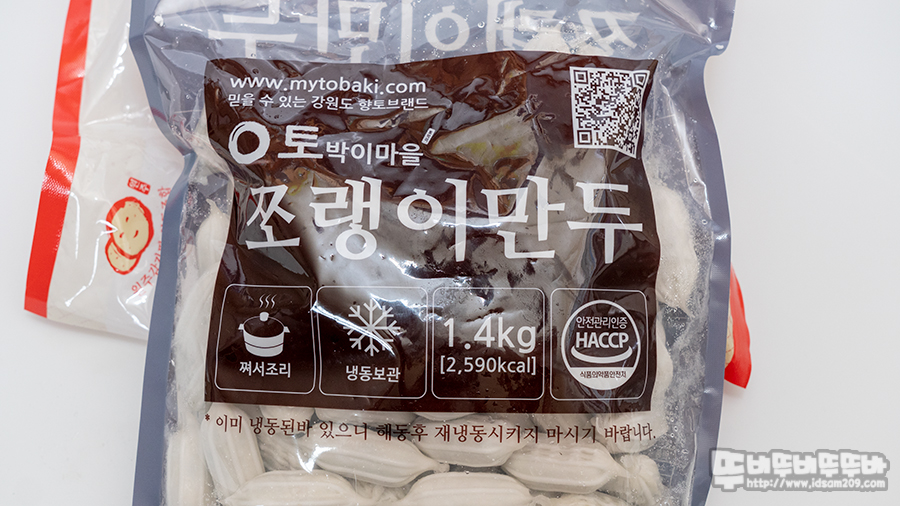 www.mytobaki.com
믿을 수 있는 강원도 향토브랜드
토박이마을
쪼랭이만두
쪄서조리
냉동보관
1.4kg
[2,590kcal]
안전관리인증
HACCP
식품의약품안전처
* 이미 냉동된바 있으니 해동후 재냉동시키지 마시기 바랍니다.
뚜벅뚜벅뚜뚜바
http://www.idsam209.com